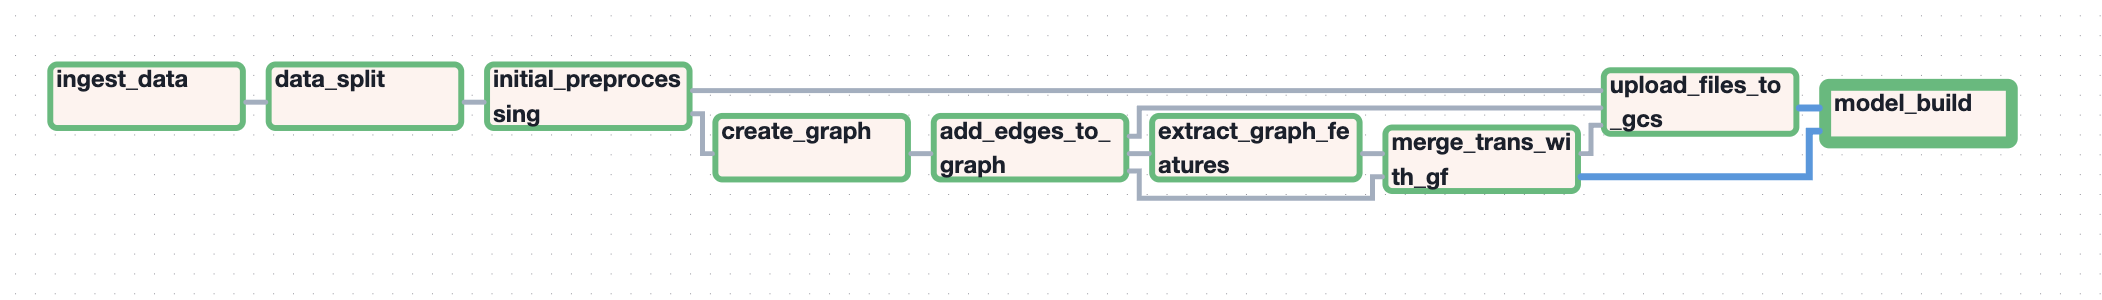 ingest_data
data_split
initial_preproces
sing
create_graph
add_edges_to_
graph
extract_graph_fe
atures
merge_trans_wi
th_gf
upload_files_to
_gcs
model_build